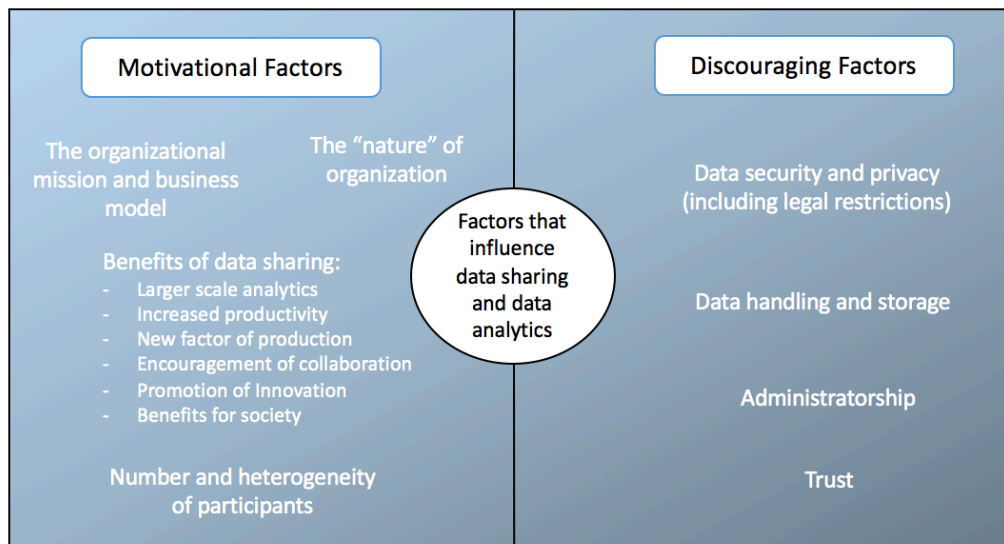 Motivational Factors
The organizational
mission and business
model
The “nature” of
organization
Benefits of data sharing:
- Larger scale analytics
- Increased productivity
- New factor of production
- Encouragement of collaboration
- Promotion of Innovation
- Benefits for society
Number and heterogeneity
of participants
Factors that
influence
data sharing
and data
analytics
Discouraging Factors
Data security and privacy
(including legal restrictions)
Data handling and storage
Administratorship
Trust